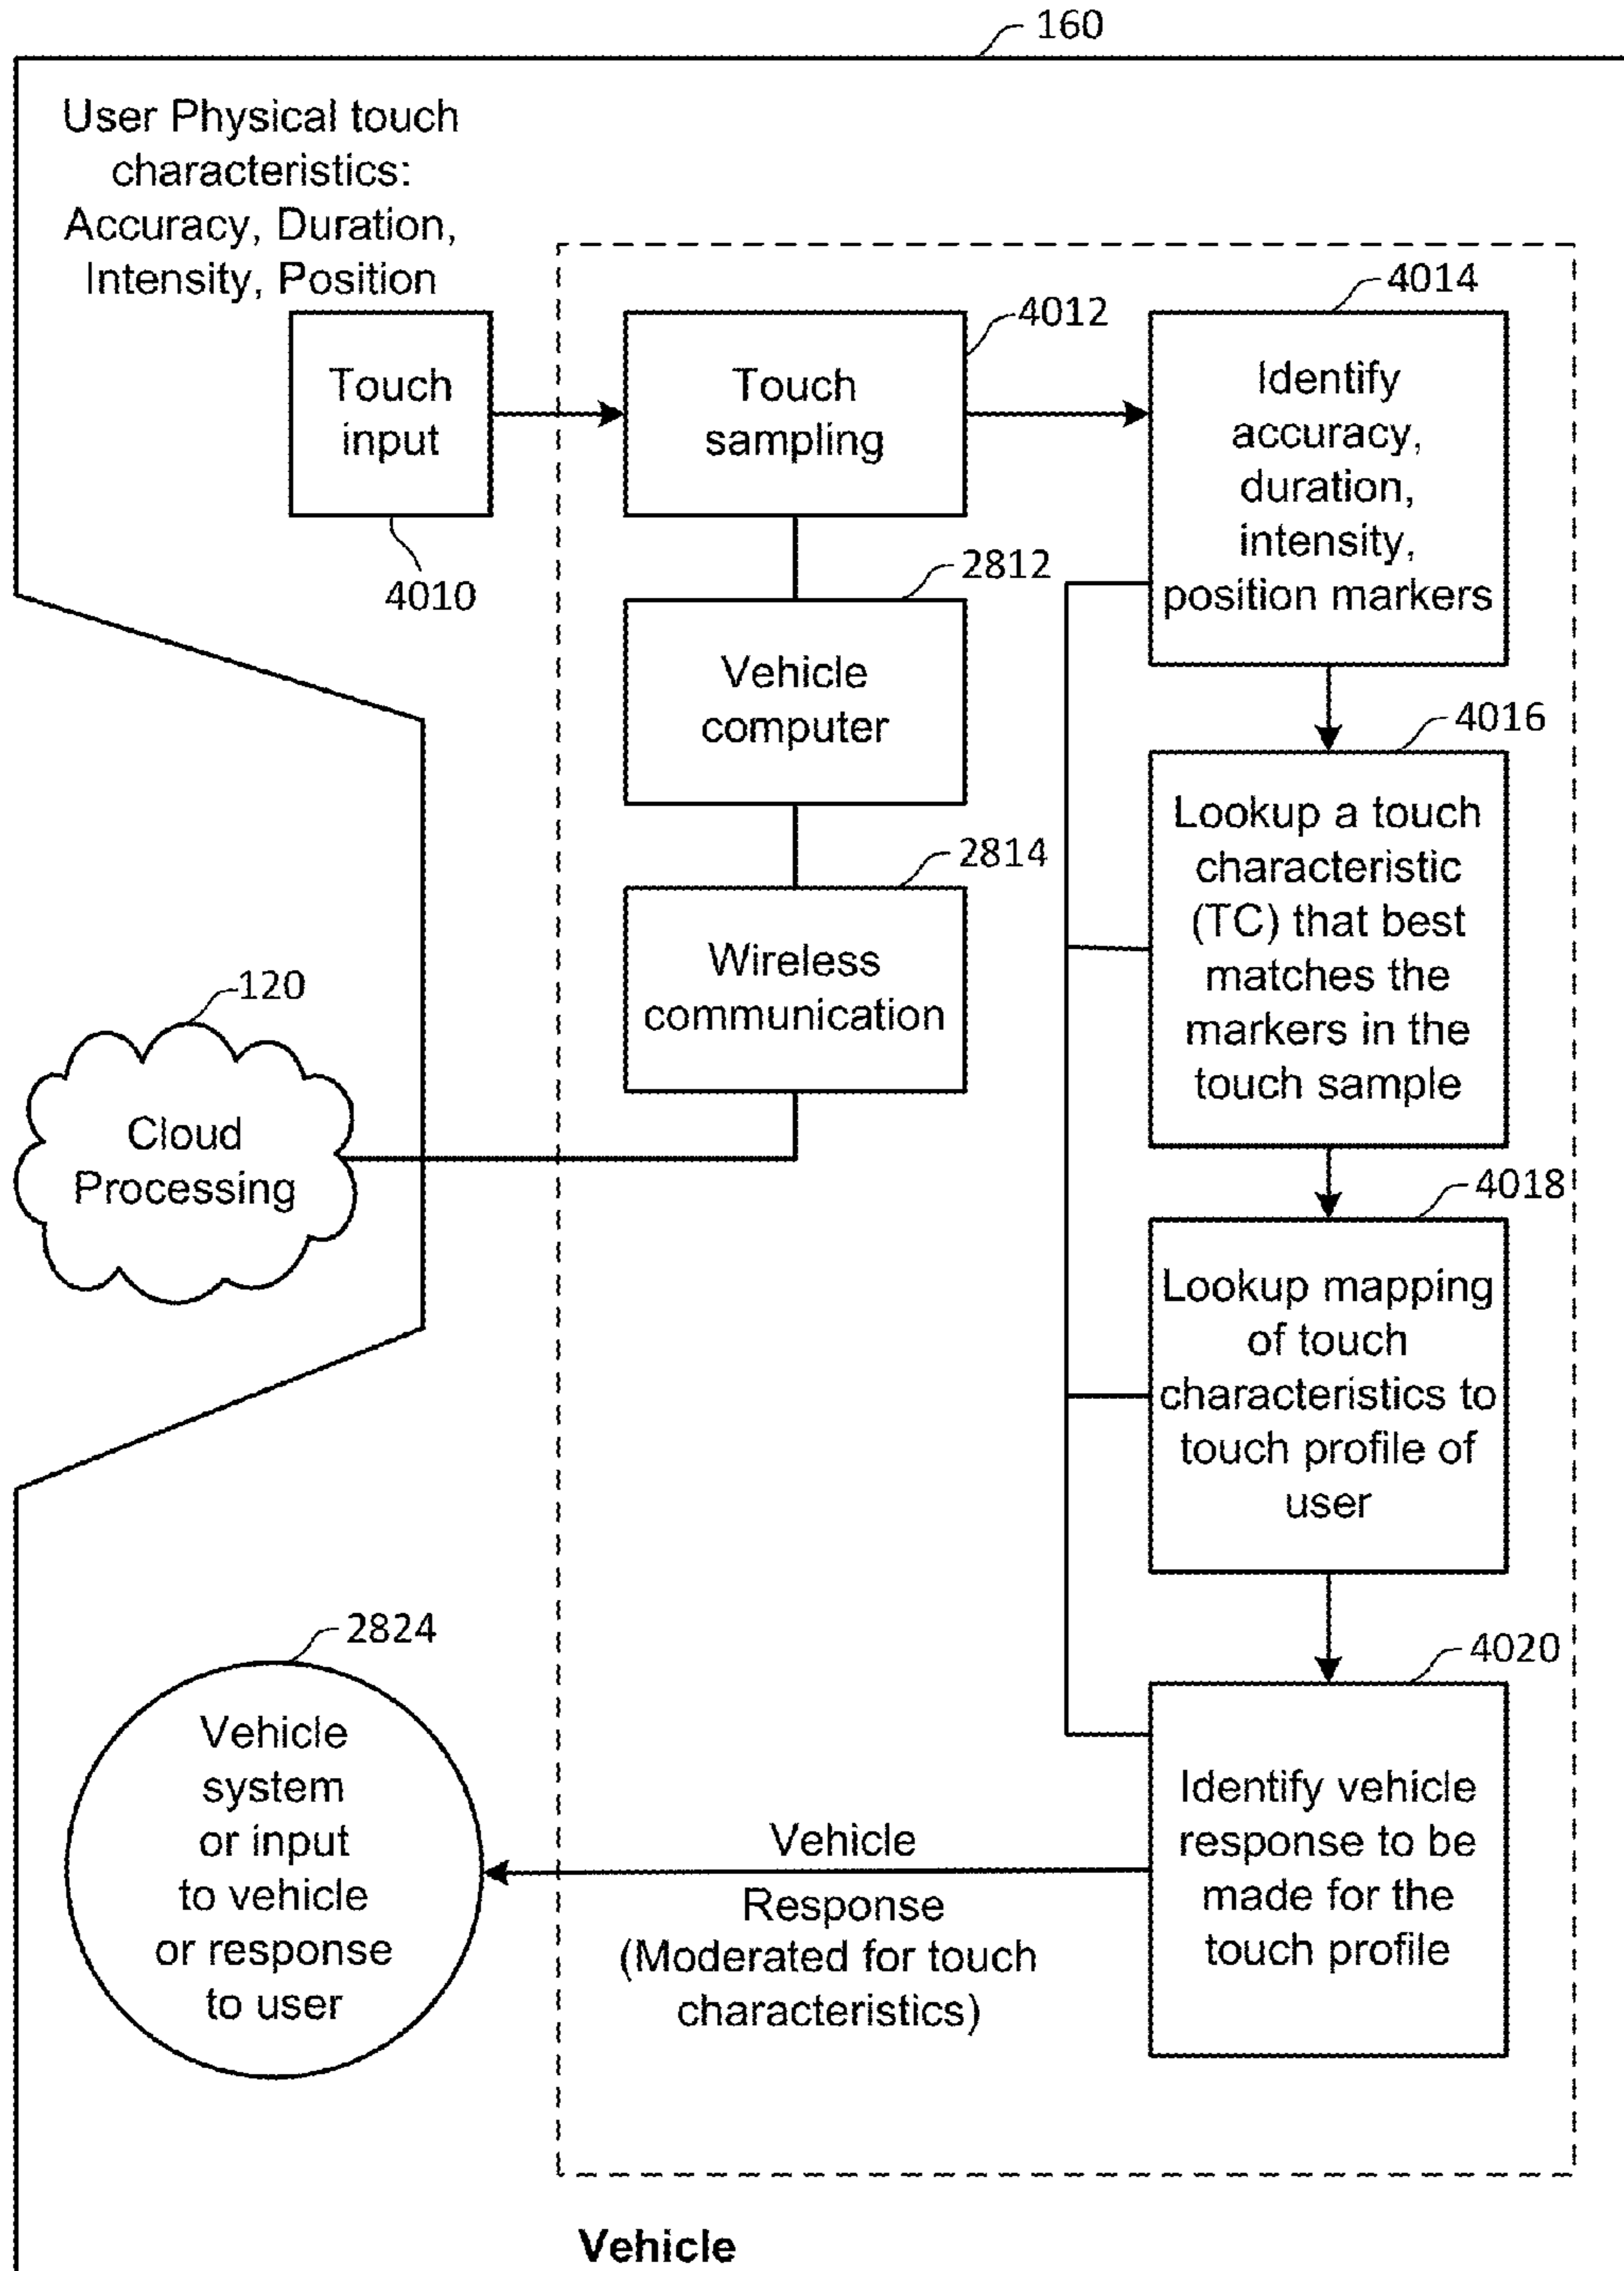 160
User Physical touch
characteristics:
Accuracy, Duration,
Intensity, Position
Touch
input
4010
Touch
sampling
4012
Identify
accuracy,
duration,
intensity,
position markers
4014
Vehicle
computer
2812
Wireless
communication
2814
Cloud
Processing
120
Lookup a touch
characteristic
(TC) that best
matches the
markers in the
touch sample
4016
Lookup mapping
of touch
characteristics to
touch profile of
user
4018
Identify vehicle
response to be
made for the
touch profile
4020
Vehicle
Response
(Moderated for touch
characteristics)
Vehicle
system
or input
to vehicle
or response
to user
2824
Vehicle